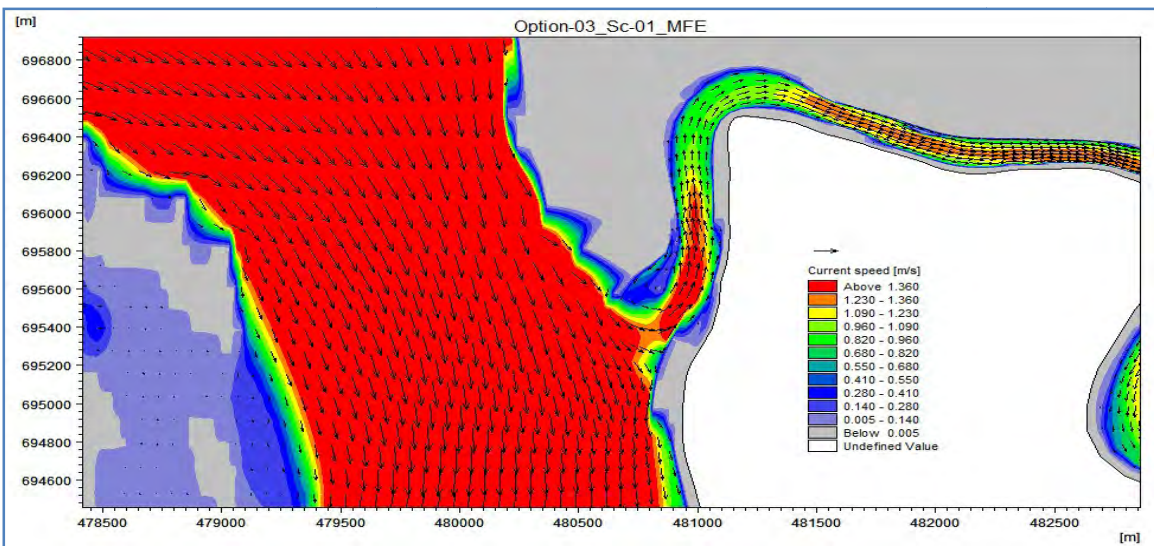 [m]
Option-03_Sc-01_MFE
696800
696600
696400
696200
696000
695800
695600
695400
695200
695000
694800
694600
Current speed [m/s]
Above 1.360
1.230 - 1.360
1.090 - 1.230
0.960 - 1.090
0.820 - 0.960
0.680 - 0.820
0.550 - 0.680
0.410 - 0.550
0.280 - 0.410
0.140 - 0.280
0.005 - 0.140
Below 0.005
Undefined Value
478500 479000 479500 480000 480500 481000 481500 482000 482500
[m]